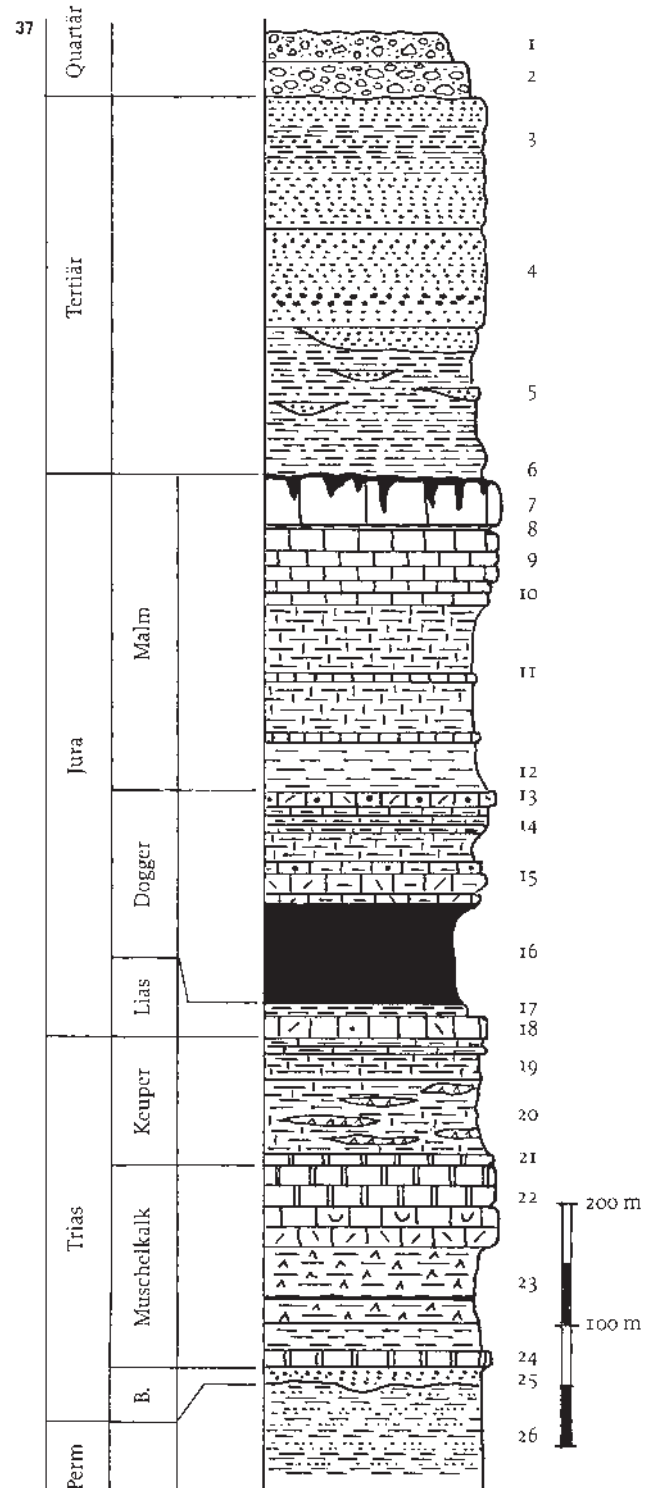 37
Quartär
Tertiär
Jura
Malm
Dogger
Lias
Trias
Keuper
Muschelkalk
B.
Perm
1
2
3
4
5
6
7
8
9
10
11
12
13
14
15
16
17
18
19
20
21
22
23
24
25
26
200 m
100 m